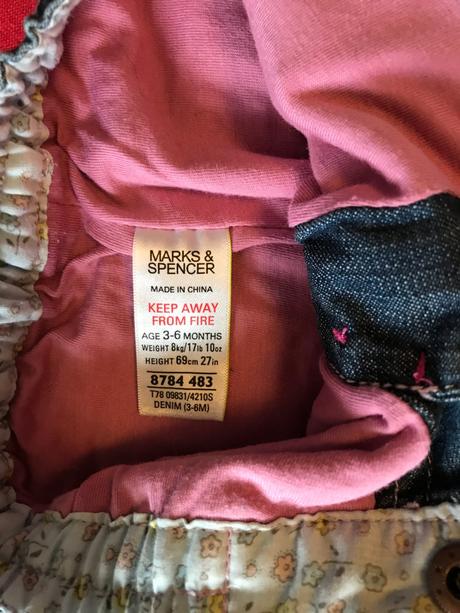 MARKS &
SPENCER
MADE IN CHINA
KEEP AWAY
FROM FIRE
AGE 3-6 MONTHS
WEIGHT 8kg/17lb 10oz
HEIGHT 69cm 27in
8784 483
T78 09831/4210S
DENIM (3-6M)